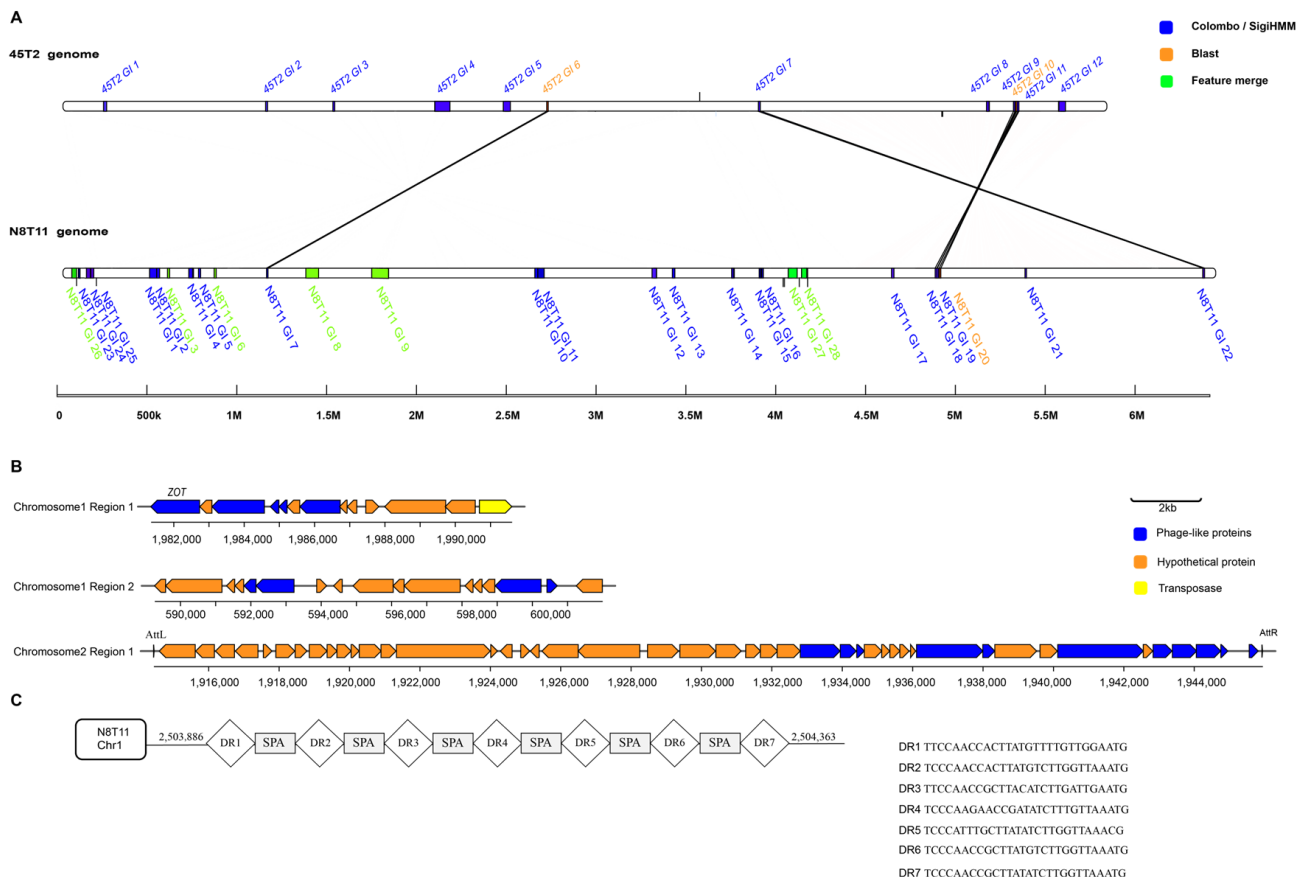 A
45T2 genome
Colombo / SigiHMM
Blast
Feature merge
45T2 GI 1
45T2 GI 2
45T2 GI 3
45T2 GI 4
45T2 GI 5
45T2 GI 6
45T2 GI 7
45T2 GI 8
45T2 GI 9
45T2 GI 10
45T2 GI 11
45T2 GI 12
N8T11 genome
N8T11 GI 26
N8T11 GI 23
N8T11 GI 24
N8T11 GI 25
N8T11 GI 1
N8T11 GI 2
N8T11 GI 3
N8T11 GI 4
N8T11 GI 5
N8T11 GI 6
N8T11 GI 7
N8T11 GI 8
N8T11 GI 9
N8T11 GI 10
N8T11 GI 11
N8T11 GI 12
N8T11 GI 13
N8T11 GI 14
N8T11 GI 15
N8T11 GI 16
N8T11 GI 27
N8T11 GI 28
N8T11 GI 17
N8T11 GI 18
N8T11 GI 19
N8T11 GI 20
N8T11 GI 21
N8T11 GI 22
0 500k 1M 1.5M 2M 2.5M 3M 3.5M 4M 4.5M 5M 5.5M 6M
B
ZOT
Chromosome1 Region 1
1,982,000 1,984,000 1,986,000 1,988,000 1,990,000
2kb
Phage-like proteins
Hypothetical protein
Transposase
Chromosome1 Region 2
590,000 592,000 594,000 596,000 598,000 600,000
AttL
AttR
Chromosome2 Region 1
1,916,000 1,918,000 1,920,000 1,922,000 1,924,000 1,926,000 1,928,000 1,930,000 1,932,000 1,934,000 1,936,000 1,938,000 1,940,000 1,942,000 1,944,000
C
N8T11
Chr1
2,503,886 DR1 SPA DR2 SPA DR3 SPA DR4 SPA DR5 SPA DR6 SPA DR7 2,504,363
DR1 TTCCAACCACTTATGTTTTGTTGGAATG
DR2 TCCCAACCACTTATGTCTTGGTTAAATG
DR3 TTCCAACCGCTTACATCTTGATTGAATG
DR4 TCCCAAGAACCGATATCTTTGTTAAATG
DR5 TCCCATTTGCTTATATCTTGGTTAAACG
DR6 TCCCAACCGCTTATGTCTTGGTTAAATG
DR7 TCCCAACCGCTTATATCTTGGTTAAATG